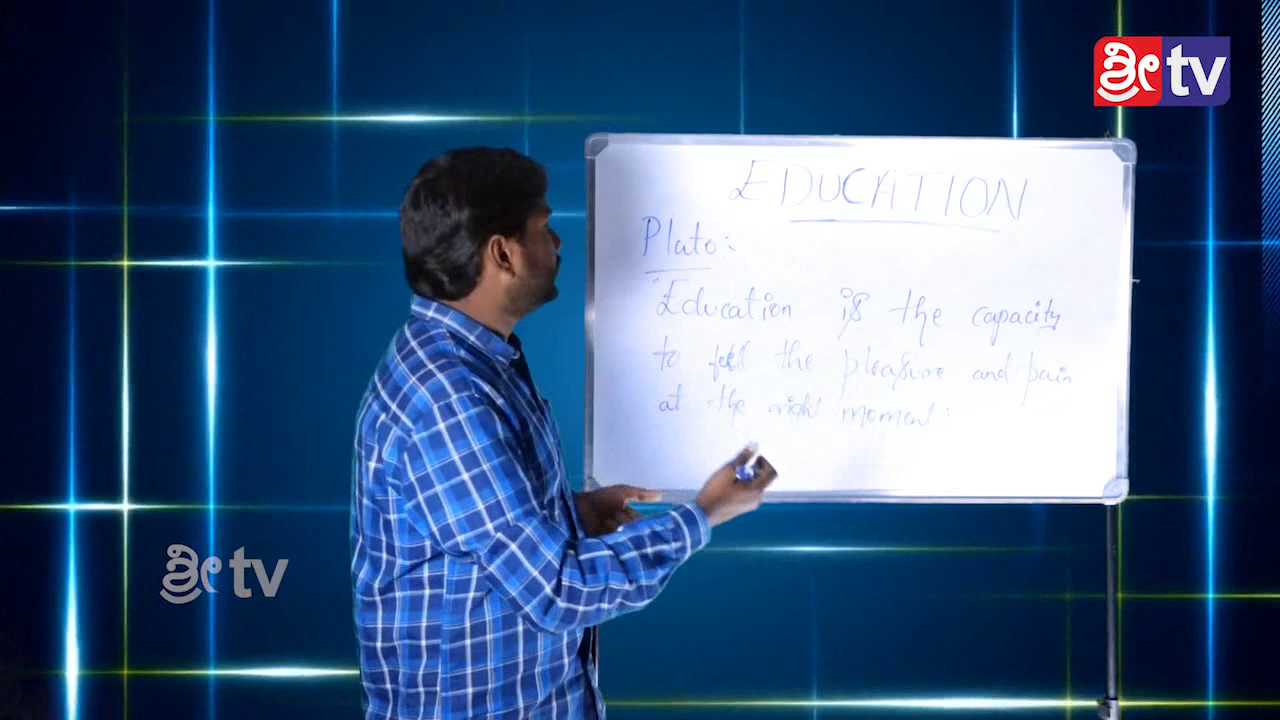 శ్రీ tv
EDUCATION
Plato:
"Education is the capacity
to feel the pleasure and pain
at the right moment.
శ్రీ tv